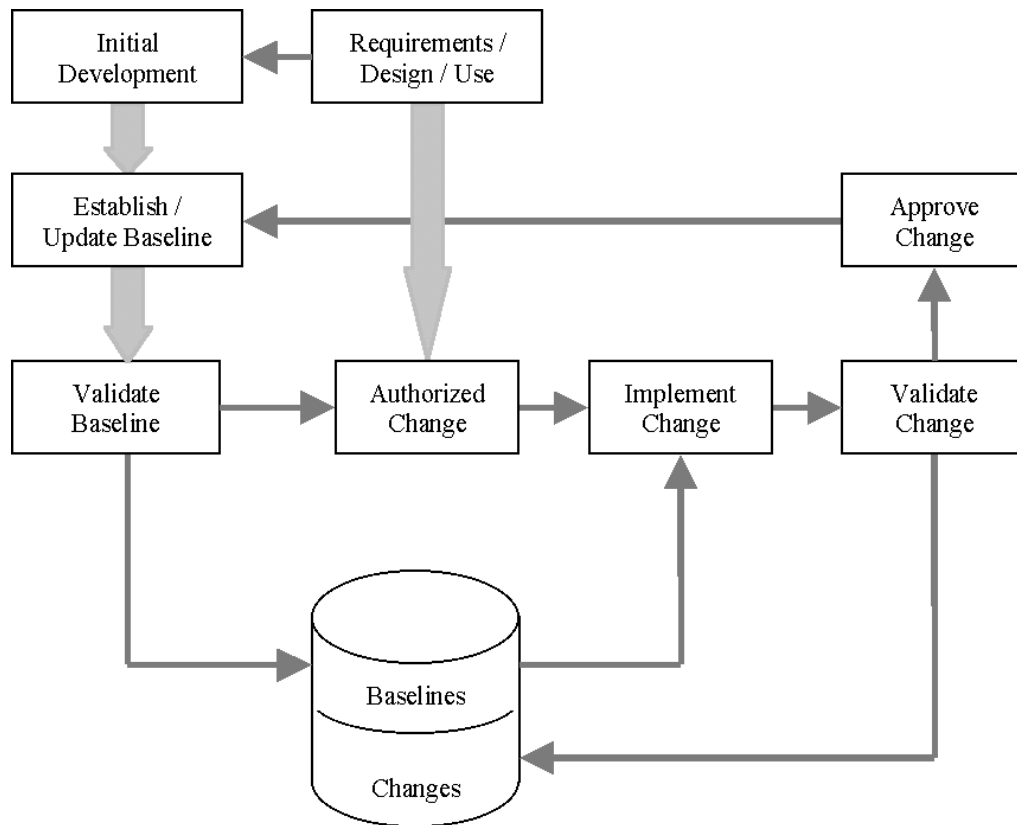 Initial
Development
Requirements /
Design / Use
Establish /
Update Baseline
Approve
Change
Validate
Baseline
Authorized
Change
Implement
Change
Validate
Change
Baselines
Changes